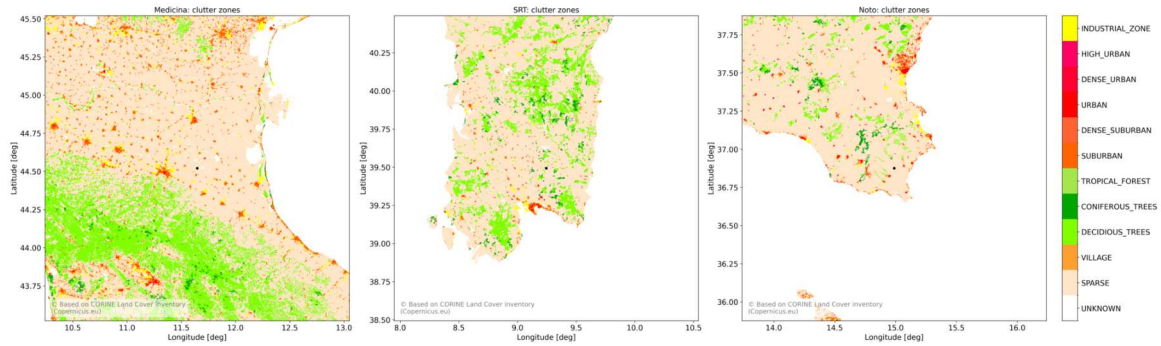 Medicina: clutter zones
45.50
45.25
45.00
44.75
44.50
44.25
44.00
43.75
Latitude [deg]
© Based on CORINE Land Cover inventory
(Copernicus.eu)
10.5
11.0
11.5
12.0
12.5
13.0
Longitude [deg]
SRT: clutter zones
40.25
40.00
39.75
39.50
39.25
39.00
38.75
38.50
Latitude [deg]
© Based on CORINE Land Cover inventory
(Copernicus.eu)
8.0
8.5
9.0
9.5
10.0
10.5
Longitude [deg]
Noto: clutter zones
37.75
37.50
37.25
37.00
36.75
36.50
36.25
36.00
Latitude [deg]
© Based on CORINE Land Cover inventory
(Copernicus.eu)
14.0
14.5
15.0
15.5
16.0
Longitude [deg]
INDUSTRIAL_ZONE
HIGH_URBAN
DENSE_URBAN
URBAN
DENSE_SUBURBAN
SUBURBAN
TROPICAL_FOREST
CONIFEROUS_TREES
DECIDIOUS_TREES
VILLAGE
SPARSE
UNKNOWN